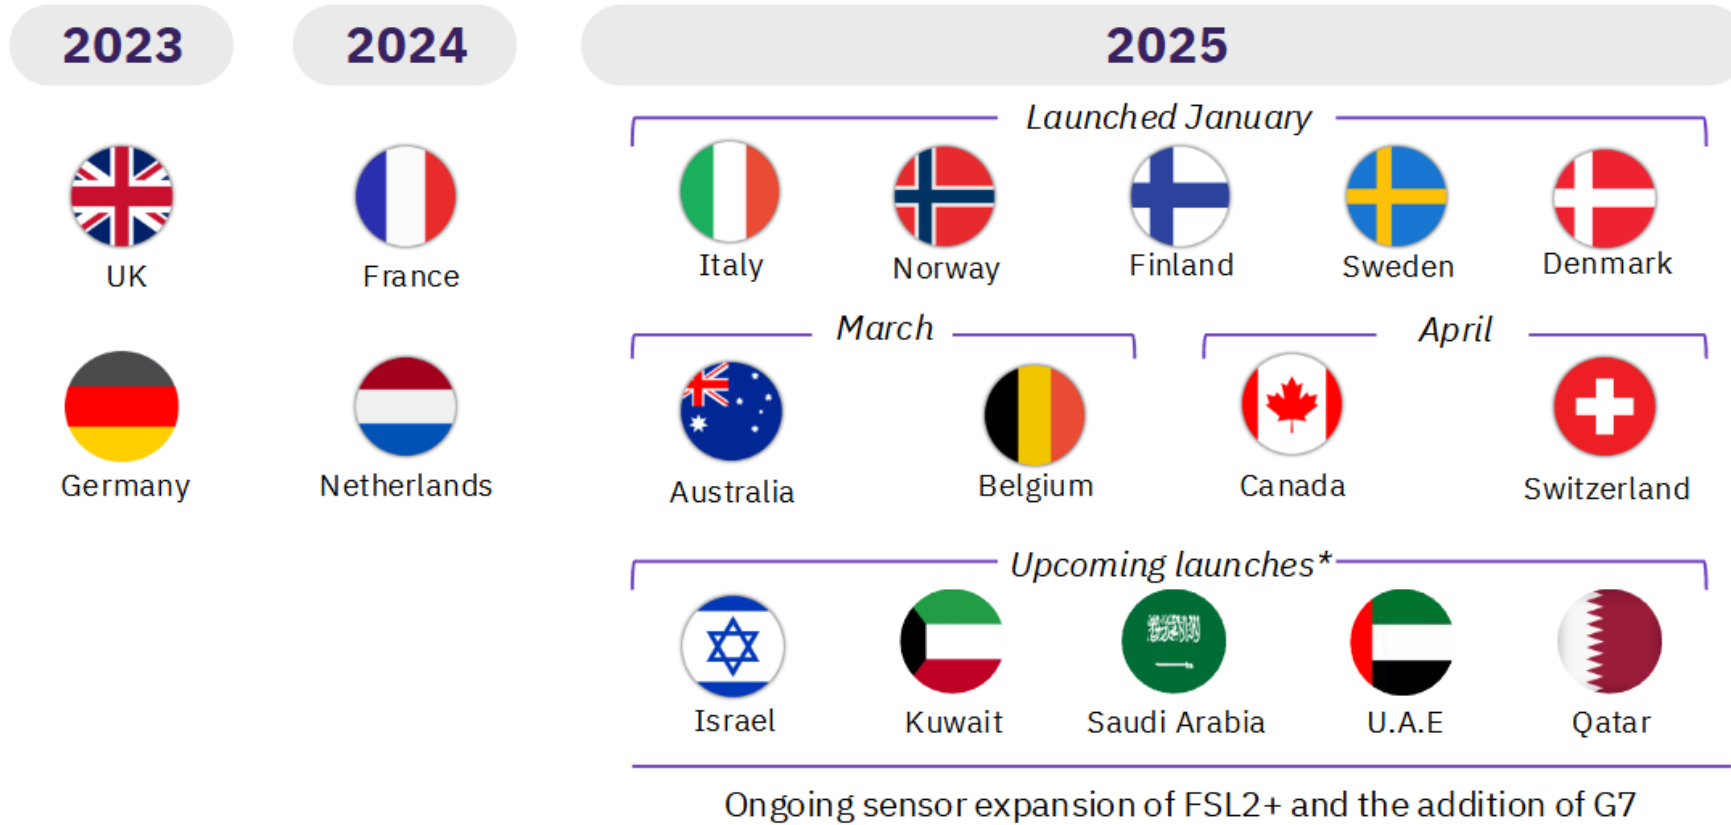 2023
2024
2025
UK
Germany
France
Netherlands
Launched January
Italy
Norway
Finland
Sweden
Denmark
March
Australia
Belgium
April
Canada
Switzerland
Upcoming launches*
Israel
Kuwait
Saudi Arabia
U.A.E
Qatar
Ongoing sensor expansion of FSL2+ and the addition of G7